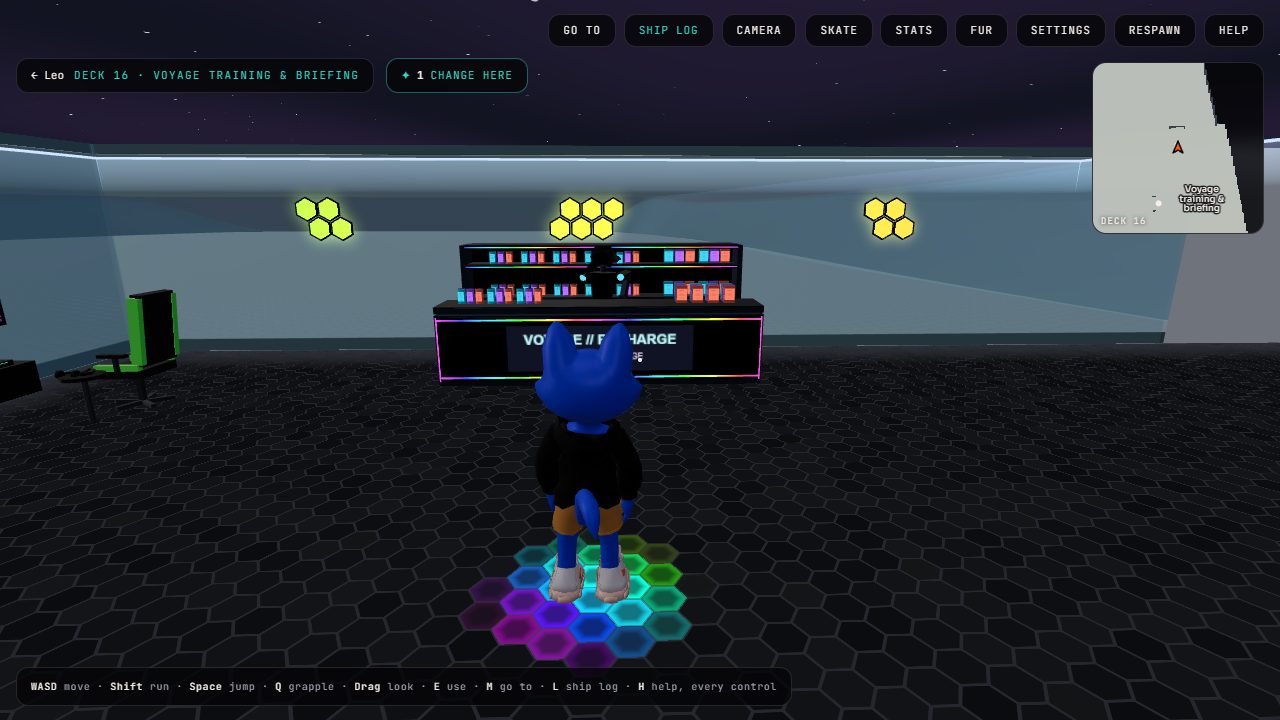 GO TO
SHIP LOG
CAMERA
SKATE
STATS
FUR
SETTINGS
RESPAWN
HELP
← Leo DECK 16 · VOYAGE TRAINING & BRIEFING
✦ 1 CHANGE HERE
Voyage
training &
briefing
DECK 16
WASD move · Shift run · Space jump · Q grapple · Drag look · E use · M go to · L ship log · H help, every control